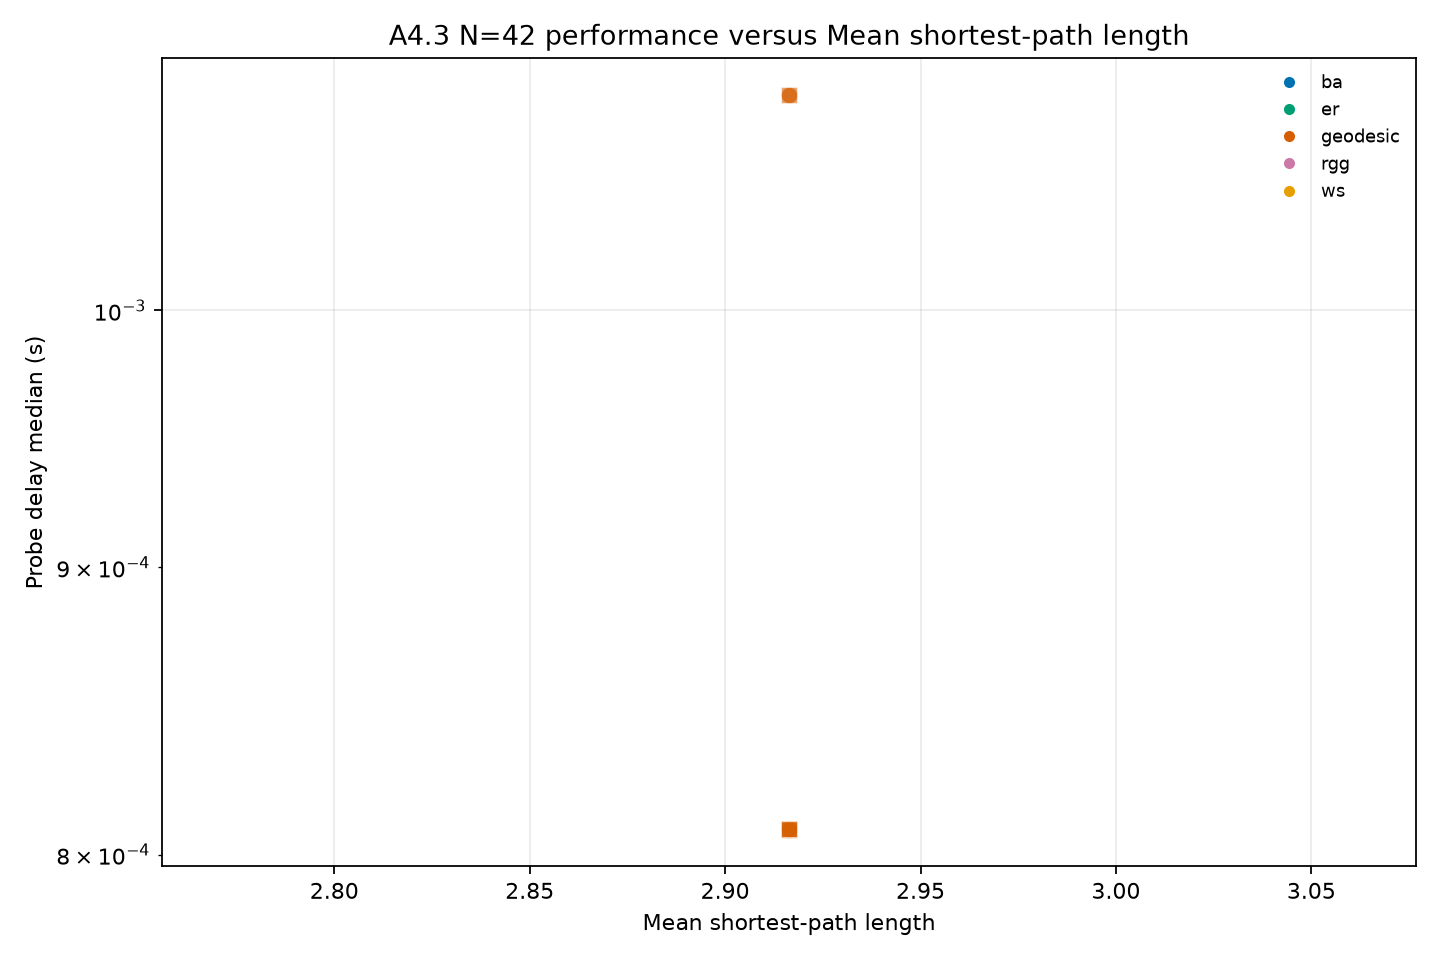 A4.3 N=42 performance versus Mean shortest-path length
ba
er
geodesic
rgg
ws
Probe delay median (s)
10⁻³
9 × 10⁻⁴
8 × 10⁻⁴
2.80 2.85 2.90 2.95 3.00 3.05
Mean shortest-path length